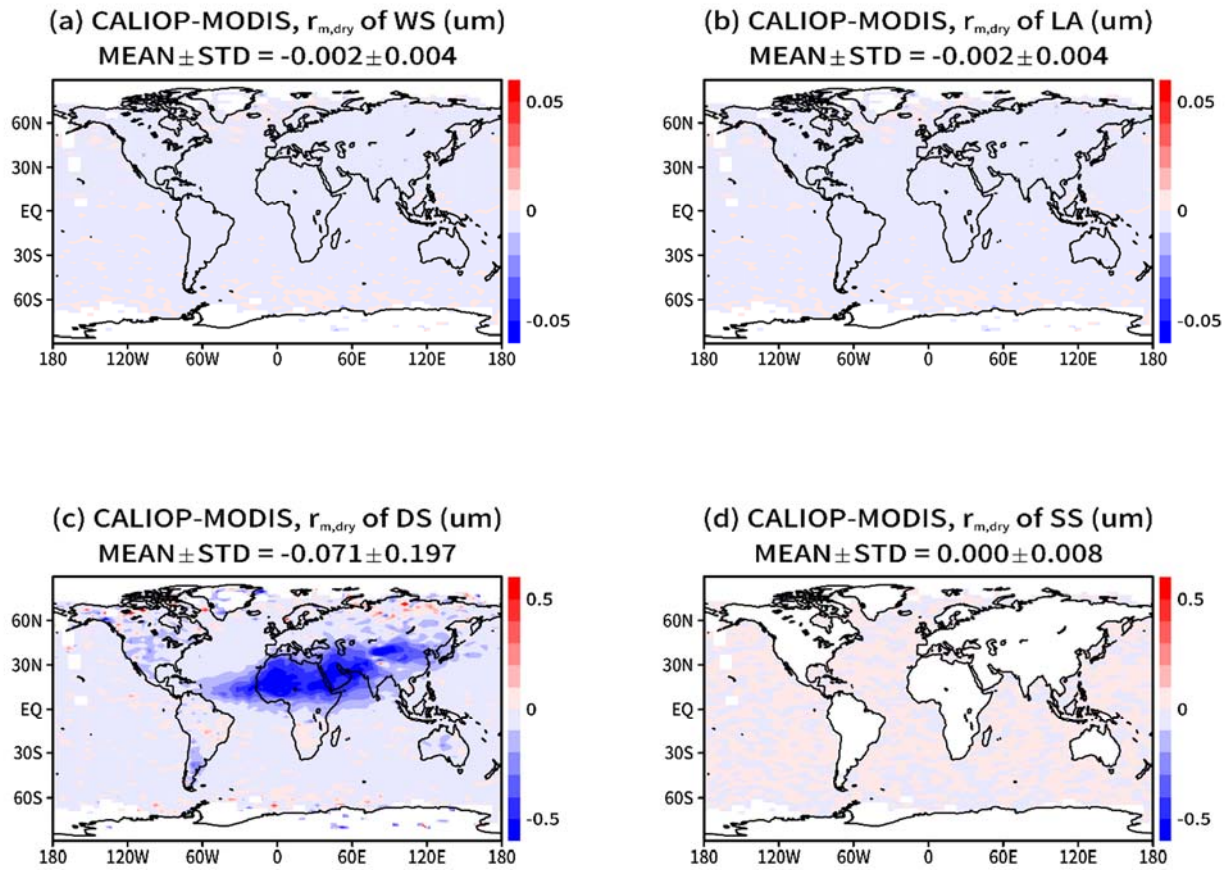 (a) CALIOP-MODIS, rm,dry of WS (um)
MEAN±STD = -0.002±0.004
60N
30N
EQ
30S
60S
180 120W 60W 0 60E 120E 180
0.05
0
-0.05
(b) CALIOP-MODIS, rm,dry of LA (um)
MEAN±STD = -0.002±0.004
60N
30N
EQ
30S
60S
180 120W 60W 0 60E 120E 180
0.05
0
-0.05
(c) CALIOP-MODIS, rm,dry of DS (um)
MEAN±STD = -0.071±0.197
60N
30N
EQ
30S
60S
180 120W 60W 0 60E 120E 180
0.5
0
-0.5
(d) CALIOP-MODIS, rm,dry of SS (um)
MEAN±STD = 0.000±0.008
60N
30N
EQ
30S
60S
180 120W 60W 0 60E 120E 180
0.5
0
-0.5